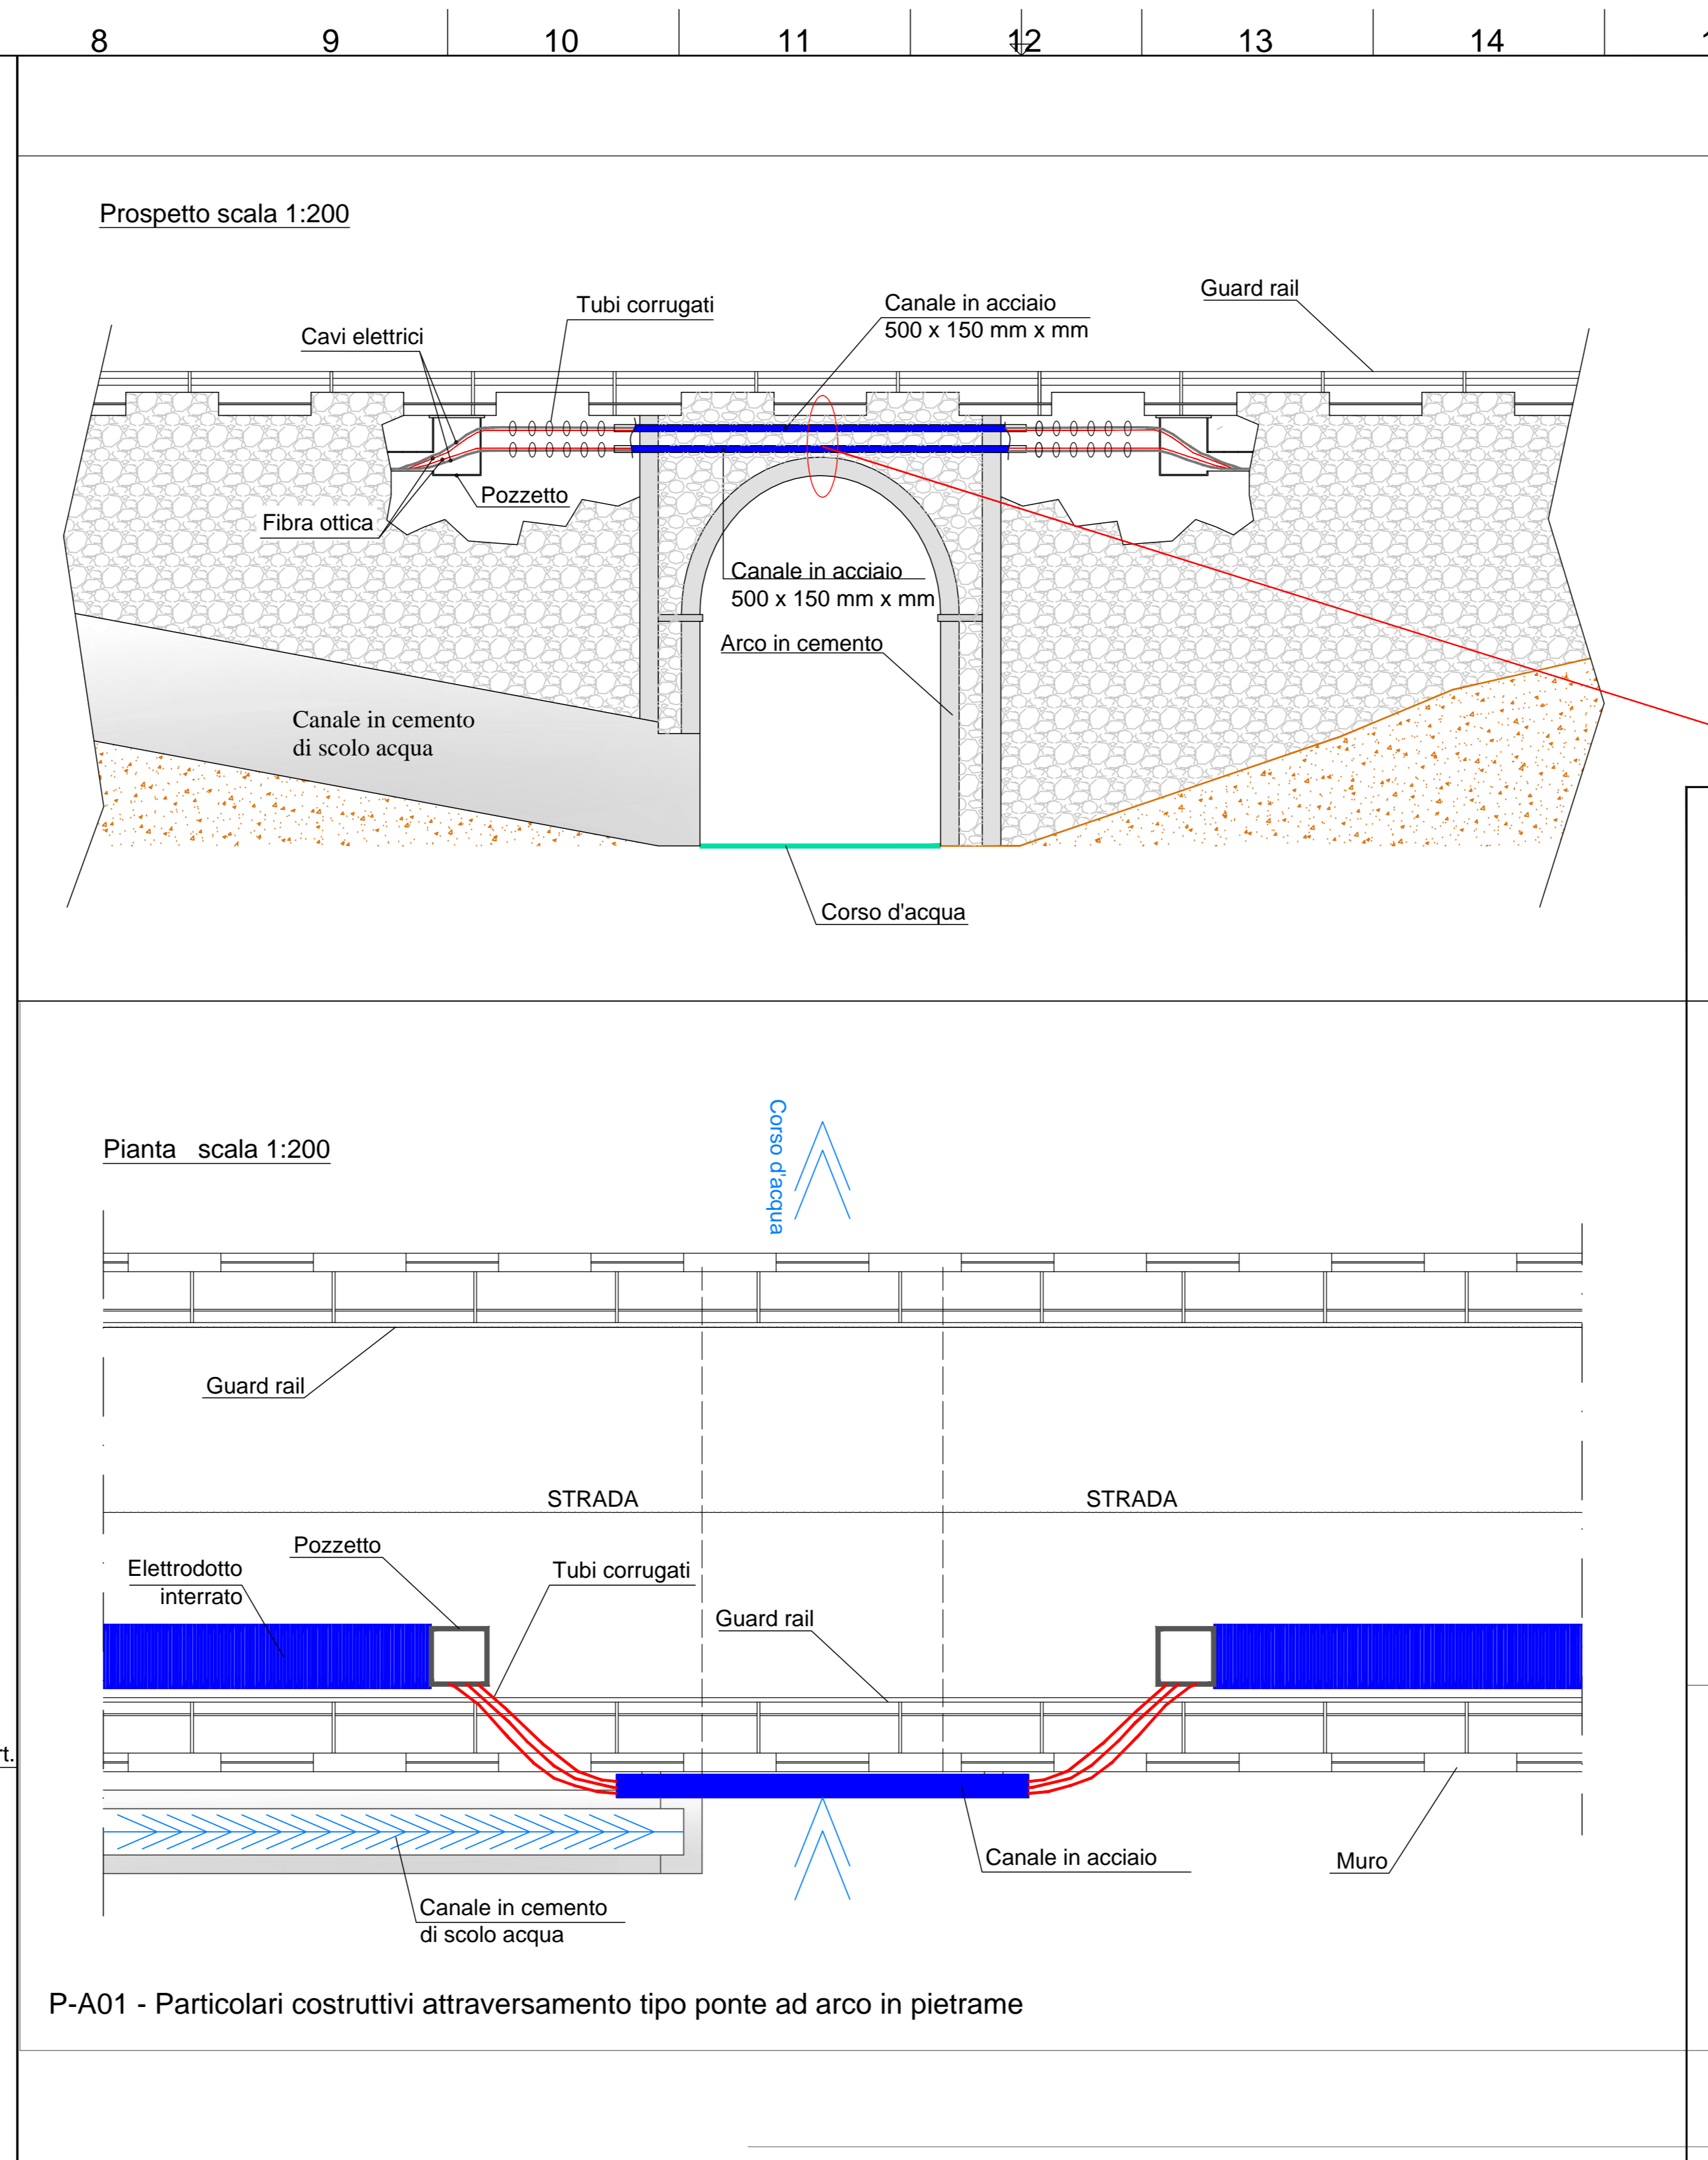 8 9 10 11 12 13 14
Prospetto scala 1:200
Guard rail
Tubi corrugati
Canale in acciaio
500 x 150 mm x mm
Cavi elettrici
Pozzetto
Fibra ottica
Canale in acciaio
500 x 150 mm x mm
Arco in cemento
Canale in cemento
di scolo acqua
Corso d'acqua
Corso d'acqua
Pianta scala 1:200
Guard rail
STRADA STRADA
Pozzetto
Elettrodotto
interrato
Tubi corrugati
Guard rail
rt.
Canale in acciaio
Muro
Canale in cemento
di scolo acqua
P-A01 - Particolari costruttivi attraversamento tipo ponte ad arco in pietrame